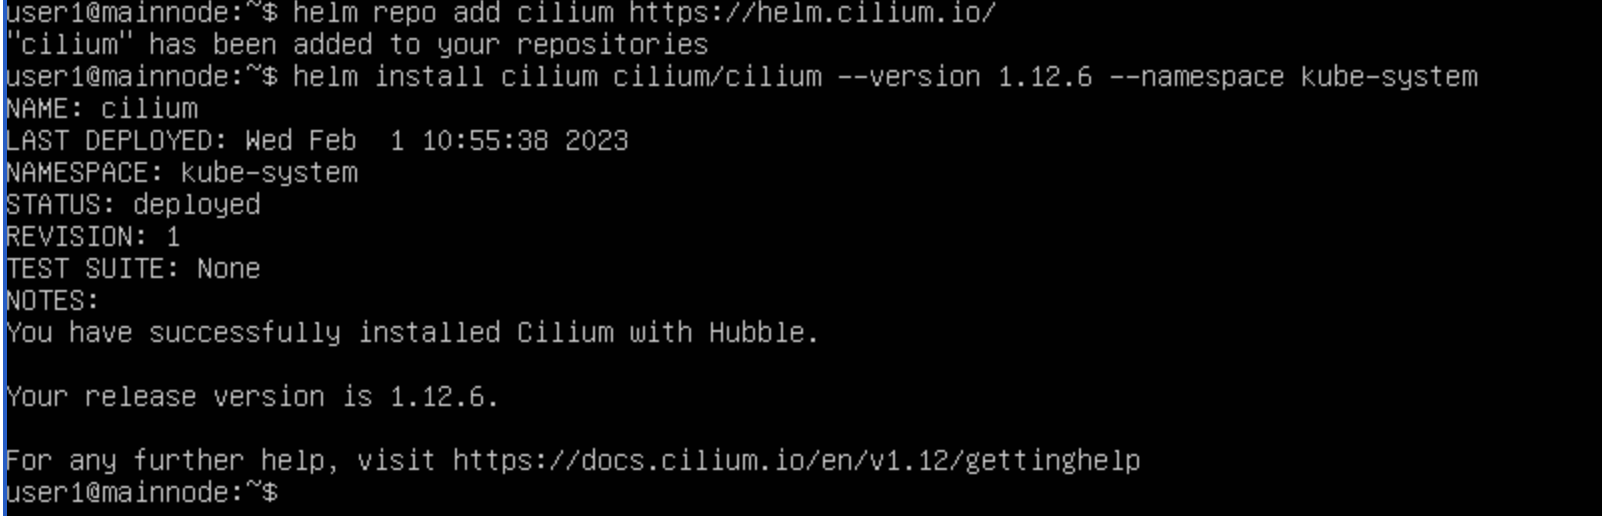 user1@mainnode:~$ helm repo add cilium https://helm.cilium.io/
"cilium" has been added to your repositories
user1@mainnode:~$ helm install cilium cilium/cilium --version 1.12.6 --namespace kube-system
NAME: cilium
LAST DEPLOYED: Wed Feb  1 10:55:38 2023
NAMESPACE: kube-system
STATUS: deployed
REVISION: 1
TEST SUITE: None
NOTES:
You have successfully installed Cilium with Hubble.

Your release version is 1.12.6.

For any further help, visit https://docs.cilium.io/en/v1.12/gettinghelp
user1@mainnode:~$